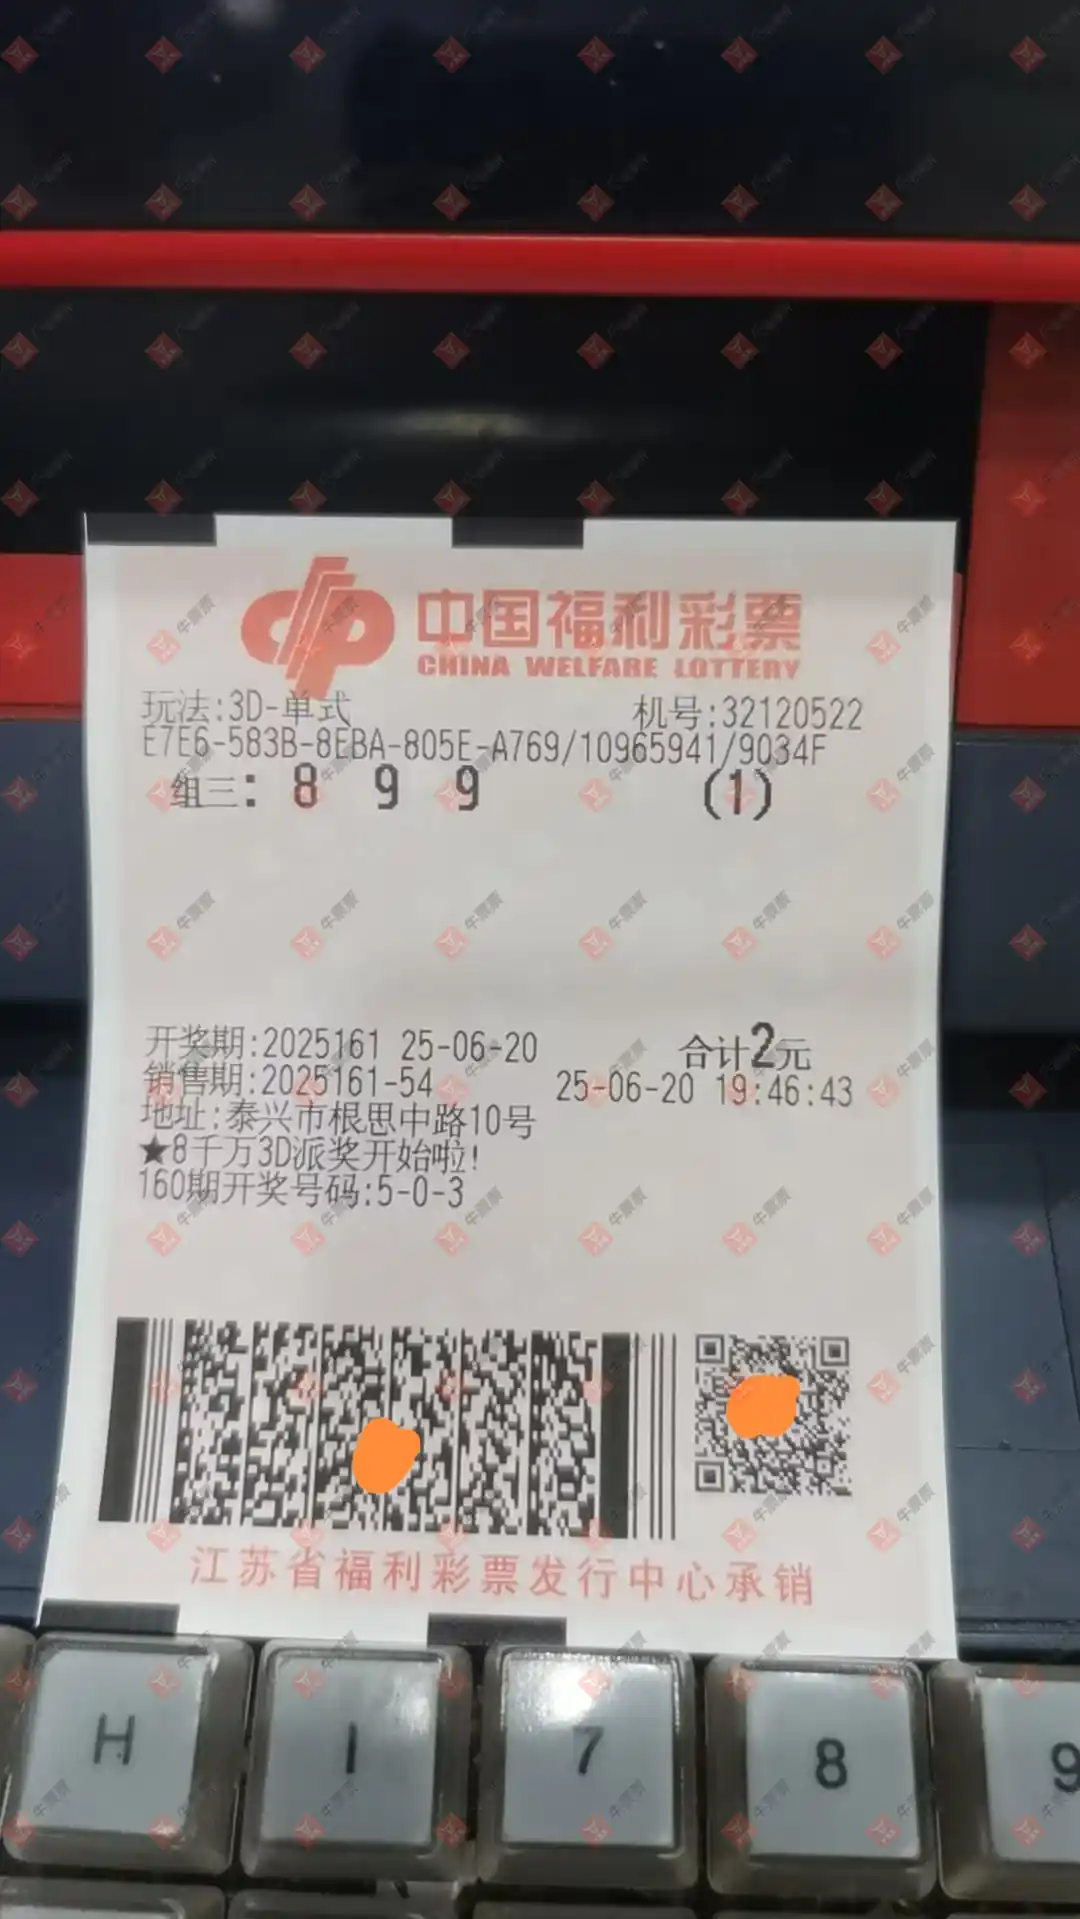 中国福利彩票
CHINA WELFARE LOTTERY
玩法:3D-单式 机号:32120522
E7E6-583B-8EBA-805E-A769/10965941/9034F
组三: 8 9 9 (1)
开奖期:2025161 25-06-20 合计2元
销售期:2025161-54 25-06-20 19:46:43
地址:泰兴市根思中路10号
★8千万3D派奖开始啦!
160期开奖号码:5-0-3
江苏省福利彩票发行中心承销
H I 7 8 9
牛票票